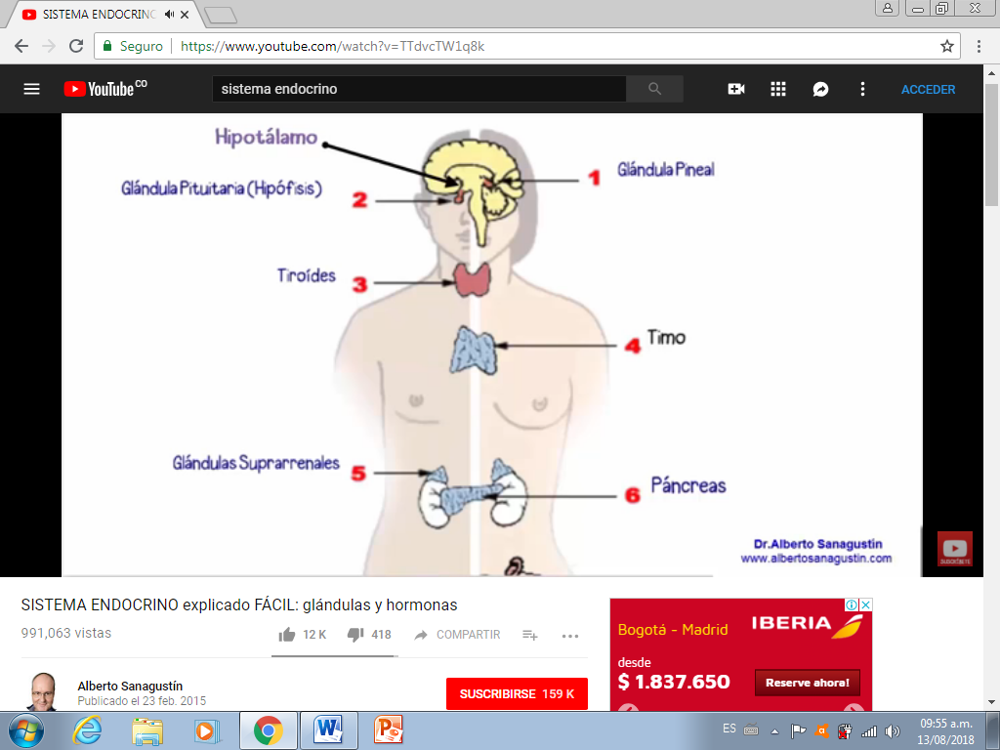 SISTEMA ENDOCRINO
Seguro
https://www.youtube.com/watch?v=TTdvcTW1q8k
YouTube CO
sistema endocrino
ACCEDER
Hipotálamo
1 Glándula Pineal
Glándula Pituitaria (Hipófisis) 2
Tiroídes 3
4 Timo
Glándulas Suprarrenales 5
6 Páncreas
Dr.Alberto Sanagustín
www.albertosanagustin.com
SISTEMA ENDOCRINO explicado FÁCIL: glándulas y hormonas
991,063 vistas
12 K
418
COMPARTIR
Alberto Sanagustín
Publicado el 23 feb. 2015
SUSCRIBIRSE 159 K
IBERIA
Bogotá - Madrid
desde
$ 1.837.650
Reserve ahora!
ES
09:55 a.m.
13/08/2018